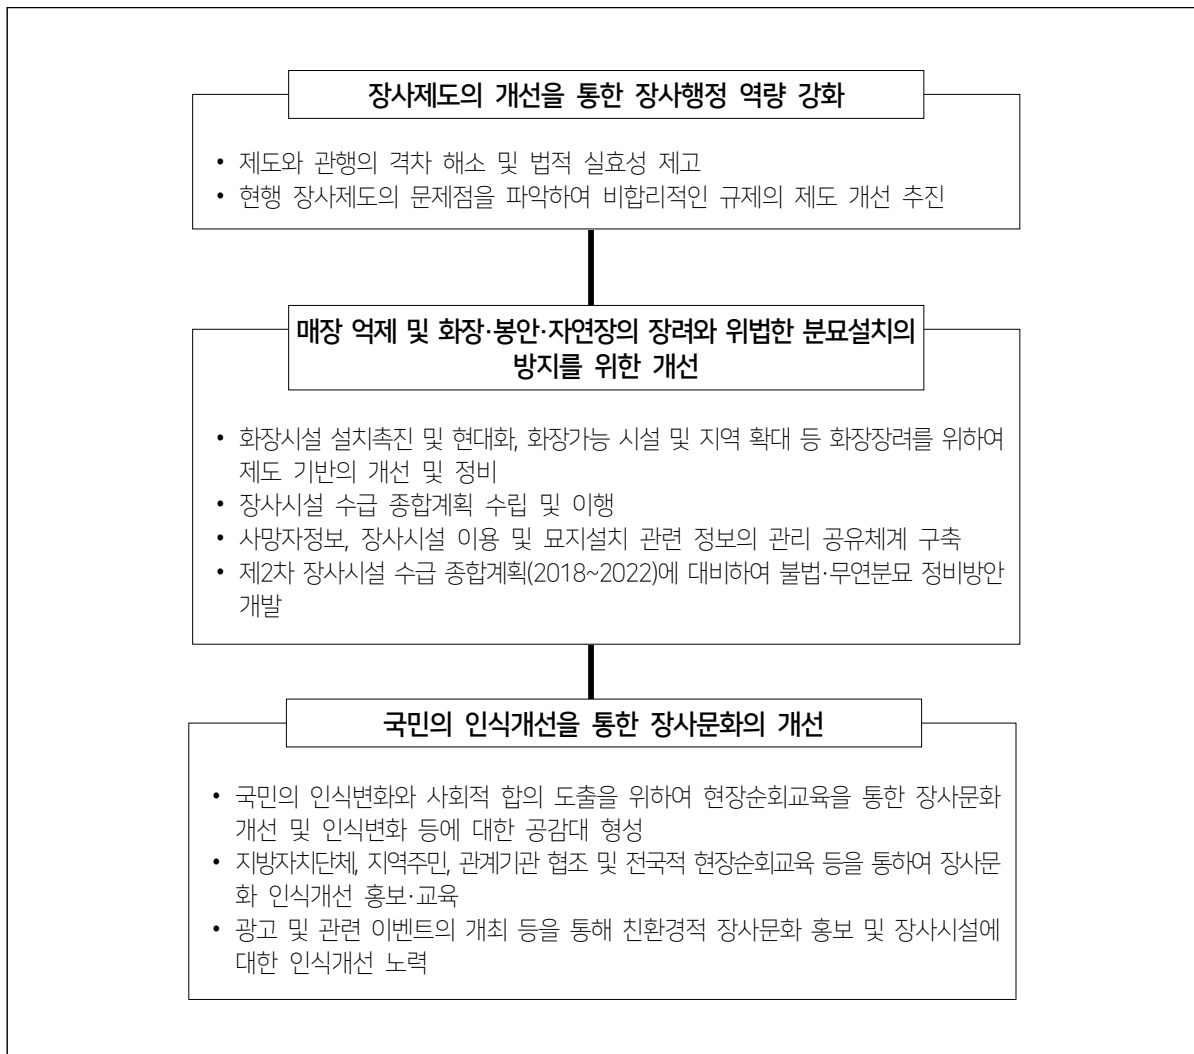 장사제도의 개선을 통한 장사행정 역량 강화
• 제도와 관행의 격차 해소 및 법적 실효성 제고
• 현행 장사제도의 문제점을 파악하여 비합리적인 규제의 제도 개선 추진
매장 억제 및 화장·봉안·자연장의 장려와 위법한 분묘설치의
방지를 위한 개선
• 화장시설 설치촉진 및 현대화, 화장가능 시설 및 지역 확대 등 화장장려를 위하여
제도 기반의 개선 및 정비
• 장사시설 수급 종합계획 수립 및 이행
• 사망자정보, 장사시설 이용 및 묘지설치 관련 정보의 관리 공유체계 구축
• 제2차 장사시설 수급 종합계획(2018~2022)에 대비하여 불법·무연분묘 정비방안
개발
국민의 인식개선을 통한 장사문화의 개선
• 국민의 인식변화와 사회적 합의 도출을 위하여 현장순회교육을 통한 장사문화
개선 및 인식변화 등에 대한 공감대 형성
• 지방자치단체, 지역주민, 관계기관 협조 및 전국적 현장순회교육 등을 통하여 장사문
화 인식개선 홍보·교육
• 광고 및 관련 이벤트의 개최 등을 통해 친환경적 장사문화 홍보 및 장사시설에
대한 인식개선 노력